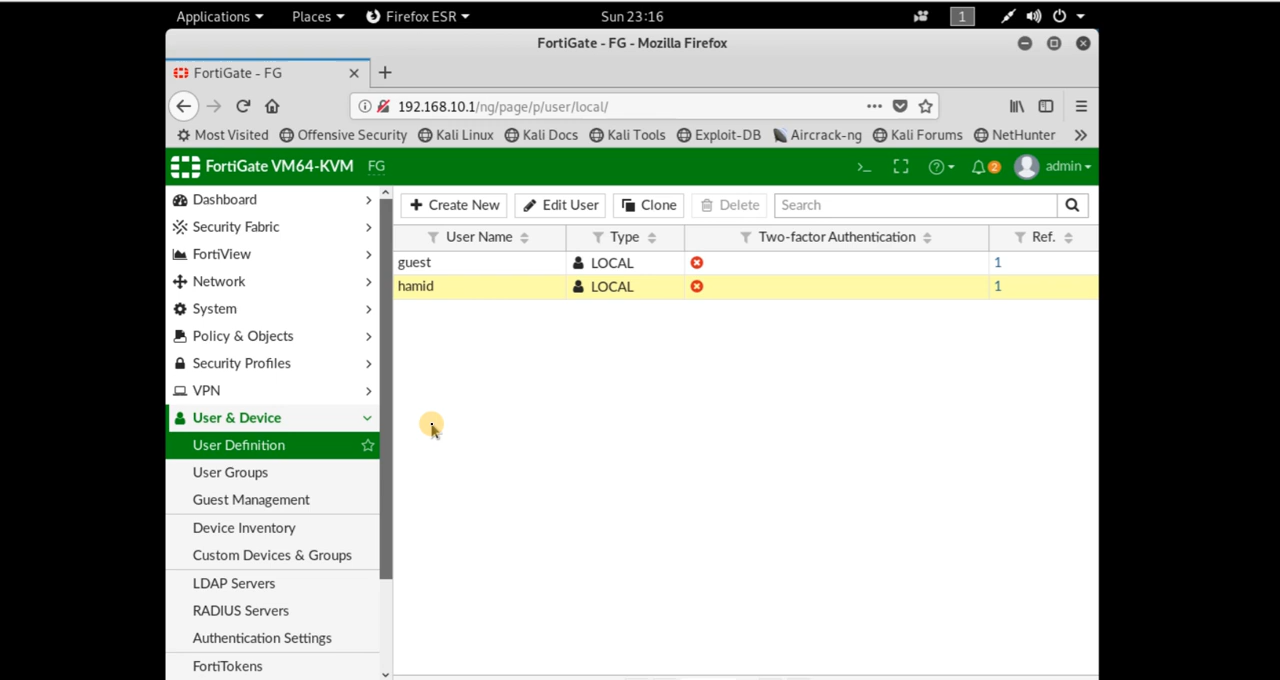 Applications Places Firefox ESR Sun 23:16 1
FortiGate - FG - Mozilla Firefox
FortiGate - FG
192.168.10.1/ng/page/p/user/local/
Most Visited Offensive Security Kali Linux Kali Docs Kali Tools Exploit-DB Aircrack-ng Kali Forums NetHunter
FortiGate VM64-KVM FG >_ 2 admin
Dashboard
Security Fabric
FortiView
Network
System
Policy & Objects
Security Profiles
VPN
User & Device
User Definition
User Groups
Guest Management
Device Inventory
Custom Devices & Groups
LDAP Servers
RADIUS Servers
Authentication Settings
FortiTokens
Create New Edit User Clone Delete Search
User Name Type Two-factor Authentication Ref.
guest LOCAL 1
hamid LOCAL 1